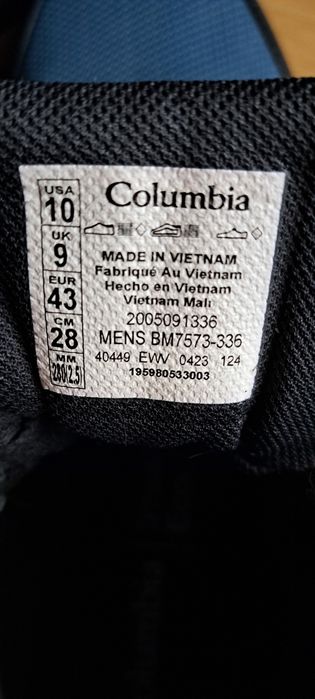 USA
10
UK
9
EUR
43
CM
28
MM
280(2.5)
Columbia
MADE IN VIETNAM
Fabriqué Au Vietnam
Hecho en Vietnam
Vietnam Malı
2005091336
MENS BM7573-336
40449 EWV 0423 124
195980533003